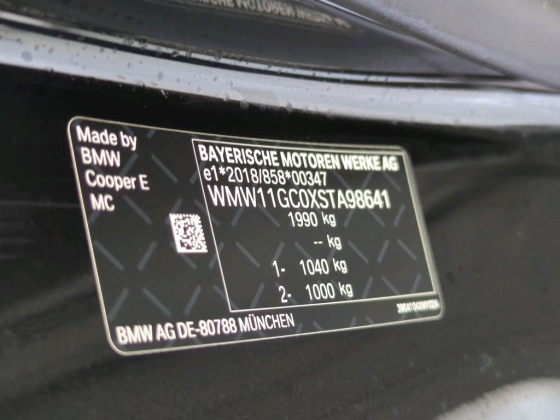 Made by
BMW
Cooper E
MC
BAYERISCHE MOTOREN WERKE AG
e1*2018/858*00347
WMW11GC0XSTA98641
1990 kg
-- kg
1- 1040 kg
2- 1000 kg
BMW AG DE-80788 MÜNCHEN